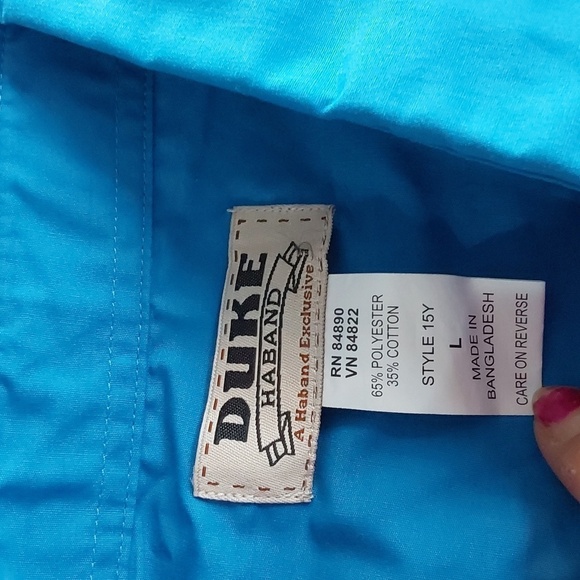 DUKE
HABAND
A Haband Exclusive
RN 84890
VN 84822
65% POLYESTER
35% COTTON
STYLE 15Y
L
MADE IN
BANGLADESH
CARE ON REVERSE